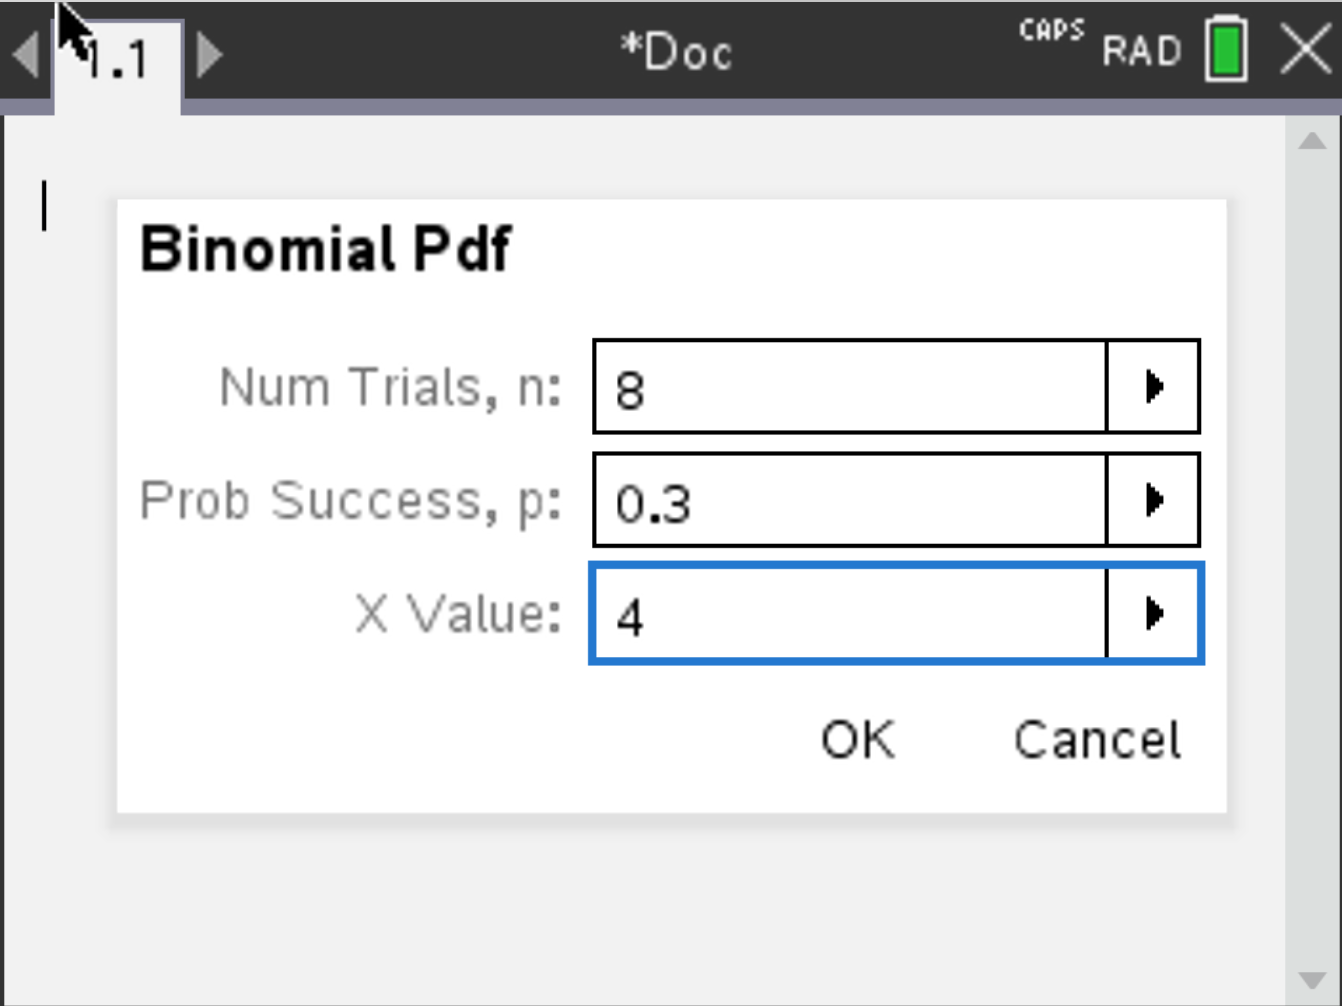 1.1 *Doc CAPS RAD
Binomial Pdf
Num Trials, n: 8
Prob Success, p: 0.3
X Value: 4
OK Cancel